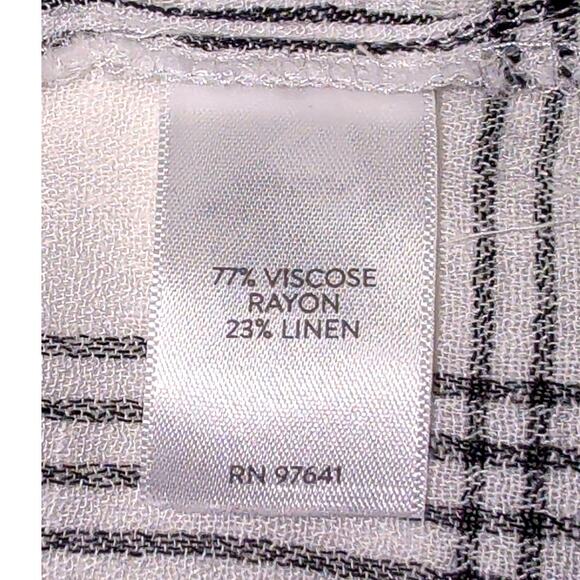 77% VISCOSE
RAYON
23% LINEN
RN 97641